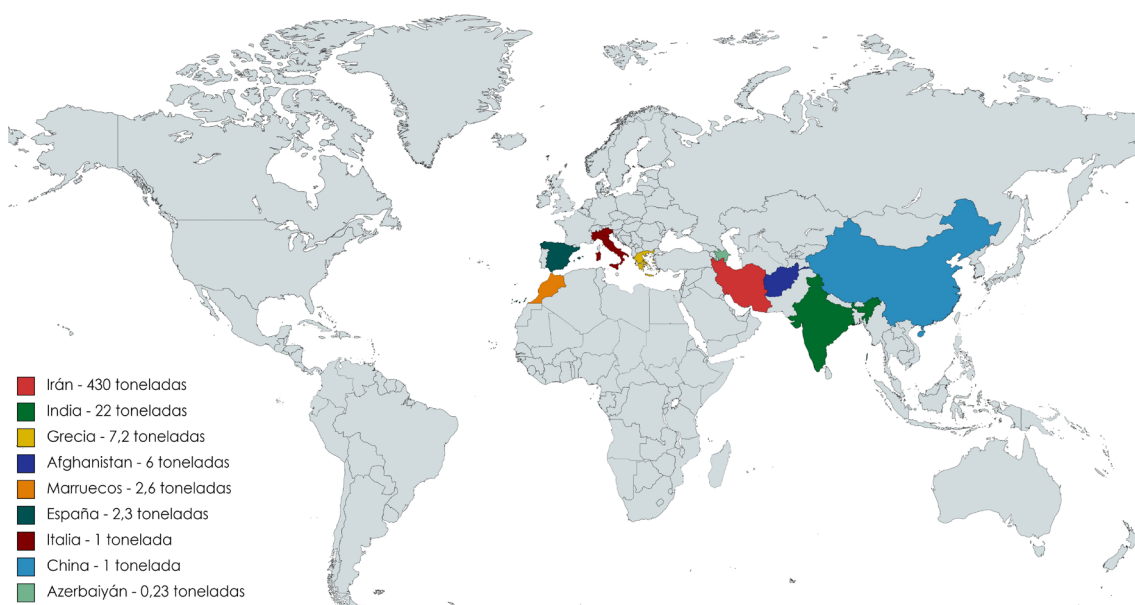 Irán - 430 toneladas
India - 22 toneladas
Grecia - 7,2 toneladas
Afghanistan - 6 toneladas
Marruecos - 2,6 toneladas
España - 2,3 toneladas
Italia - 1 tonelada
China - 1 tonelada
Azerbaiyán - 0,23 toneladas